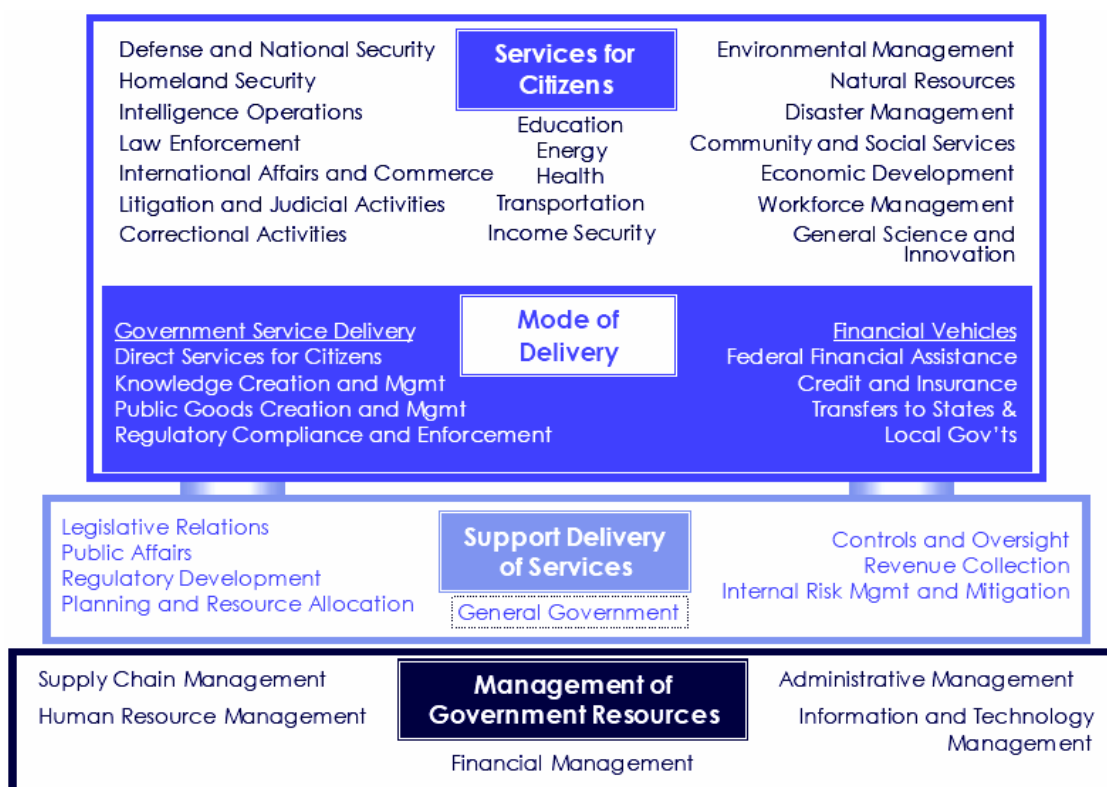 Services for
Citizens
Defense and National Security
Homeland Security
Intelligence Operations
Law Enforcement
International Affairs and Commerce
Litigation and Judicial Activities
Correctional Activities
Education
Energy
Health
Transportation
Income Security
Environmental Management
Natural Resources
Disaster Management
Community and Social Services
Economic Development
Workforce Management
General Science and
Innovation
Mode of
Delivery
Government Service Delivery
Direct Services for Citizens
Knowledge Creation and Mgmt
Public Goods Creation and Mgmt
Regulatory Compliance and Enforcement
Financial Vehicles
Federal Financial Assistance
Credit and Insurance
Transfers to States &
Local Gov'ts
Support Delivery
of Services
Legislative Relations
Public Affairs
Regulatory Development
Planning and Resource Allocation
General Government
Controls and Oversight
Revenue Collection
Internal Risk Mgmt and Mitigation
Management of
Government Resources
Supply Chain Management
Human Resource Management
Financial Management
Administrative Management
Information and Technology
Management